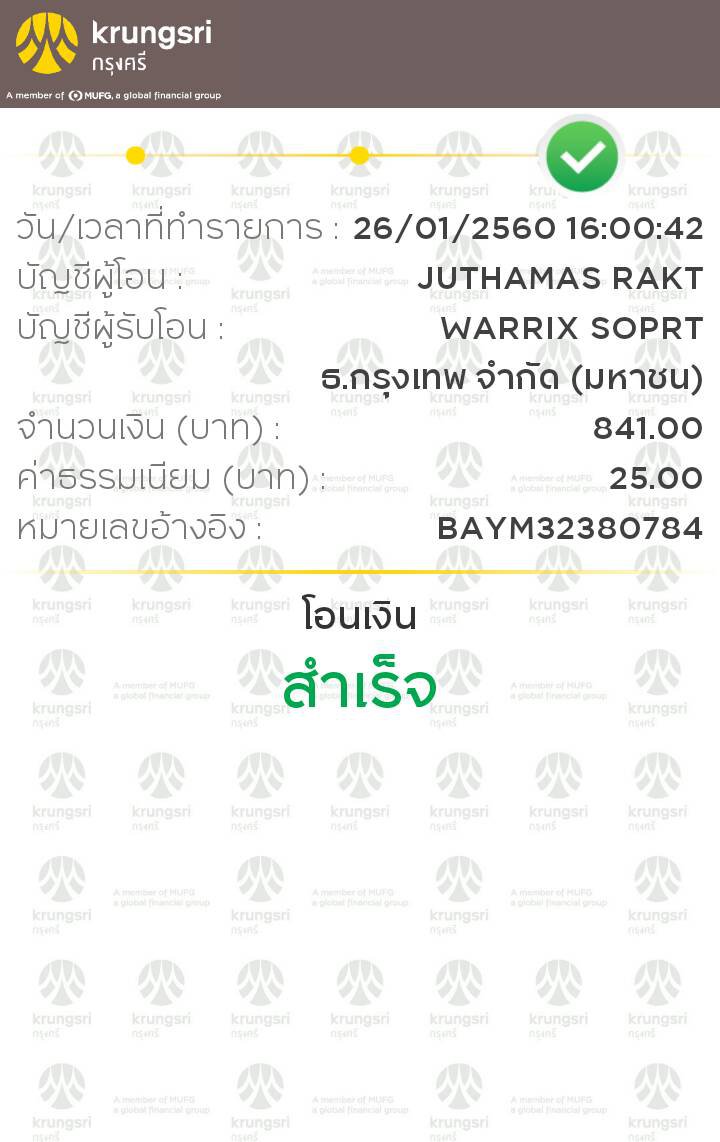 krungsri
กรุงศรี
A member of MUFG, a global financial group
วัน/เวลาที่ทำรายการ : 26/01/2560 16:00:42
บัญชีผู้โอน : JUTHAMAS RAKT
บัญชีผู้รับโอน : WARRIX SOPRT
ธ.กรุงเทพ จำกัด (มหาชน)
จำนวนเงิน (บาท) : 841.00
ค่าธรรมเนียม (บาท) : 25.00
หมายเลขอ้างอิง : BAYM32380784
โอนเงิน
สำเร็จ